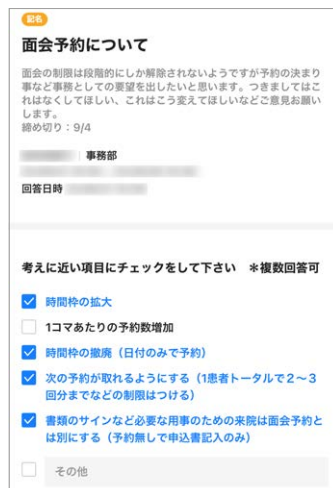 記名
面会予約について
面会の制限は段階的にしか解除されないようですが予約の決まり
事など事務としての要望を出したいと思います。つきましてはこ
れはなくしてほしい、これはこう変えてほしいなどご意見お願い
します。
締め切り：9/4
事務部
回答日時
考えに近い項目にチェックをして下さい　＊複数回答可
時間枠の拡大
1コマあたりの予約数増加
時間枠の撤廃（日付のみで予約）
次の予約が取れるようにする（1患者トータルで２〜３
回分までなどの制限はつける）
書類のサインなど必要な用事のための来院は面会予約と
は別にする（予約無しで申込書記入のみ）
その他